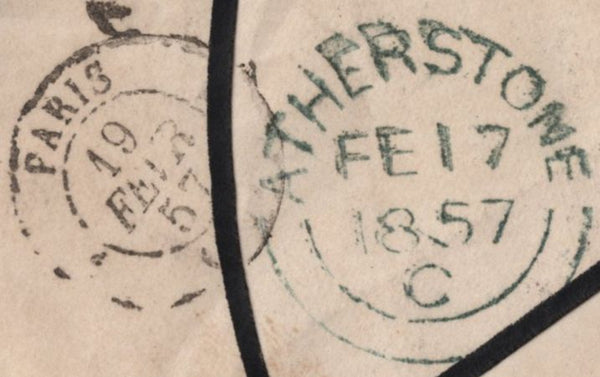 PARIS
19
FEVR
57
ATHERSTONE
FE 17
1857
C